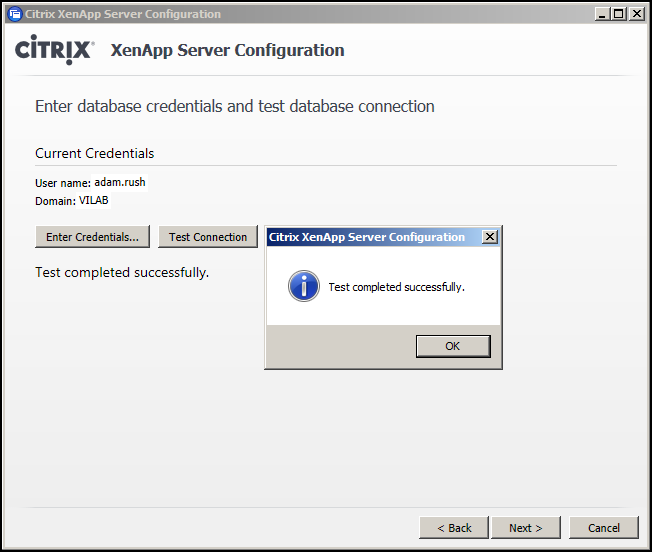 Citrix XenApp Server Configuration
CITRIX® XenApp Server Configuration
Enter database credentials and test database connection
Current Credentials
User name: adam.rush
Domain: VILAB
Enter Credentials... Test Connection
Test completed successfully.
Citrix XenApp Server Configuration
Test completed successfully.
OK
< Back Next > Cancel